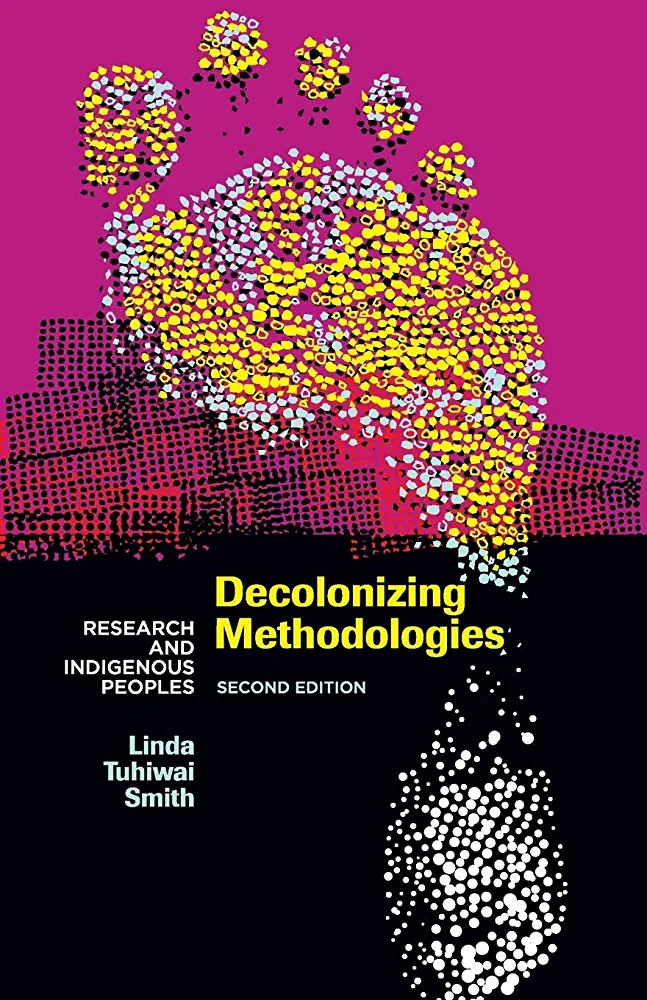 Decolonizing
Methodologies
RESEARCH
AND
INDIGENOUS
PEOPLES
SECOND EDITION
Linda
Tuhiwai
Smith